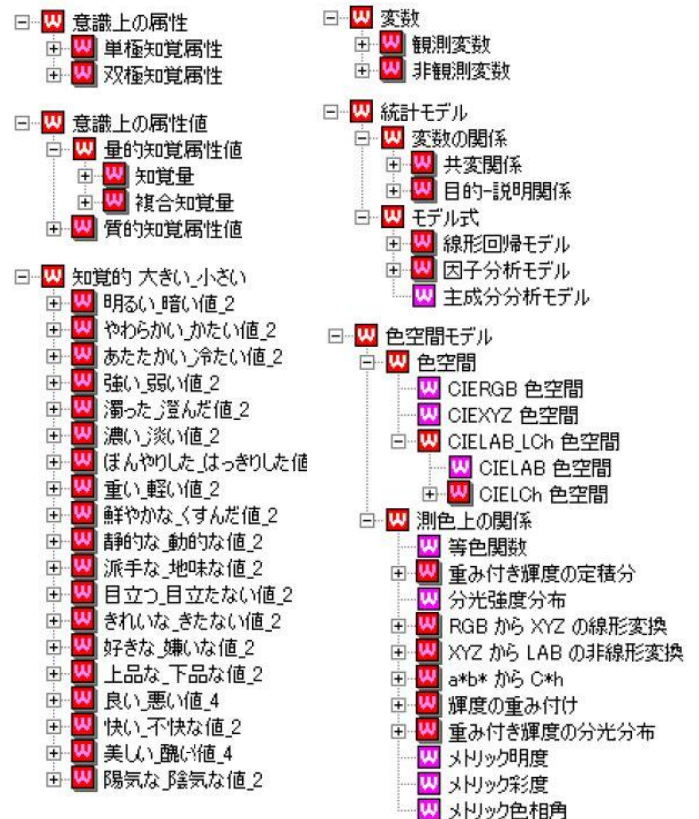 意識上の属性
単極知覚属性
双極知覚属性
意識上の属性値
量的知覚属性値
知覚量
複合知覚量
質的知覚属性値
知覚的 大きい_小さい
明るい_暗い値_2
やわらかい_かたい値_2
あたたかい_冷たい値_2
強い_弱い値_2
濁った_澄んだ値_2
濃い_淡い値_2
ぼんやりした_はっきりした値
重い_軽い値_2
鮮やかな_くすんだ値_2
静的な_動的な値_2
派手な_地味な値_2
目立つ_目立たない値_2
きれいな_きたない値_2
好きな_嫌いな値_2
上品な_下品な値_2
良い_悪い値_4
快い_不快な値_2
美しい_醜い値_4
陽気な_陰気な値_2
変数
観測変数
非観測変数
統計モデル
変数の関係
共変関係
目的-説明関係
モデル式
線形回帰モデル
因子分析モデル
主成分分析モデル
色空間モデル
色空間
CIERGB 色空間
CIEXYZ 色空間
CIELAB_LCh 色空間
CIELAB 色空間
CIELCh 色空間
測色上の関係
等色関数
重み付き輝度の定積分
分光強度分布
RGB から XYZ の線形変換
XYZ から LAB の非線形変換
a*b* から C*h
輝度の重み付け
重み付き輝度の分光分布
メトリック明度
メトリック彩度
メトリック色相角